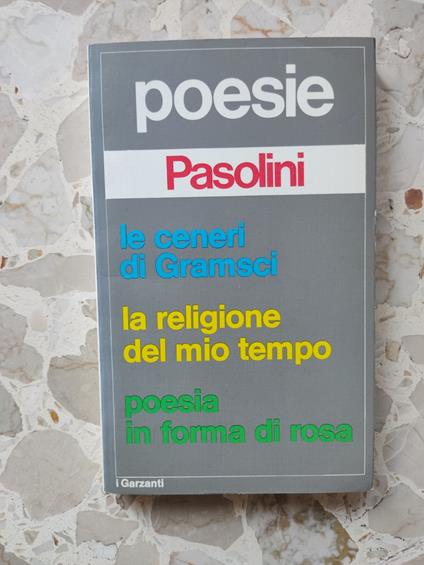 poesie
Pasolini
le ceneri
di Gramsci
la religione
del mio tempo
poesia
in forma di rosa
i Garzanti